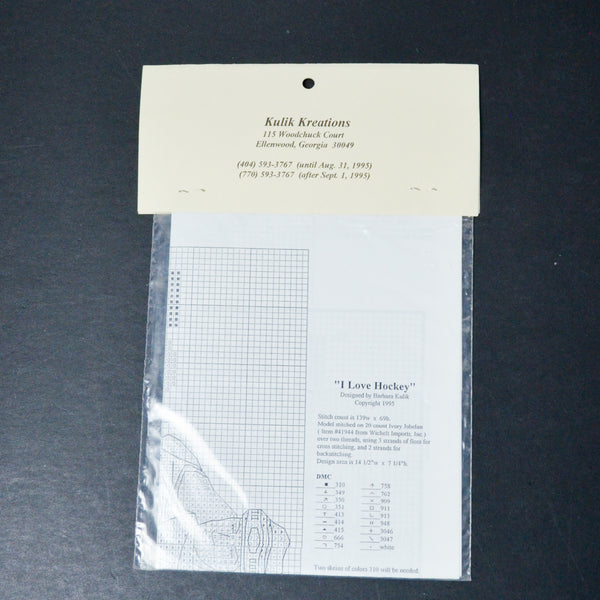 Kulik Kreations
115 Woodchuck Court
Ellenwood, Georgia 30049
(404) 593-3767 (until Aug. 31, 1995)
(770) 593-3767 (after Sept. 1, 1995)
"I Love Hockey"
Designed by Barbara Kulik
Copyright 1995
Stitch count is 139w x 69h.
Model stitched on 20 count Ivory Jobelan
( Item #41944 from Wichelt Imports, Inc.)
over two threads, using 3 strands of floss for
cross stitching, and 2 strands for
backstitching.
Design area is 14 1/2"w x 7 1/4"h.
DMC
310 758
349 762
350 909
351 911
413 913
414 948
415 3046
666 3047
754 white
Two skeins of colors 310 will be needed.